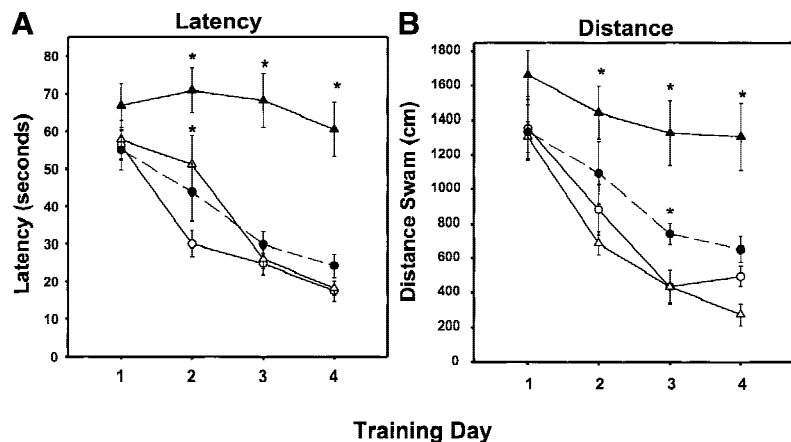 A Latency
Latency (seconds)
80
70
60
50
40
30
20
10
0
1 2 3 4
* * * *
B Distance
Distance Swam (cm)
1800
1600
1400
1200
1000
800
600
400
200
0
1 2 3 4
* * * *
Training Day